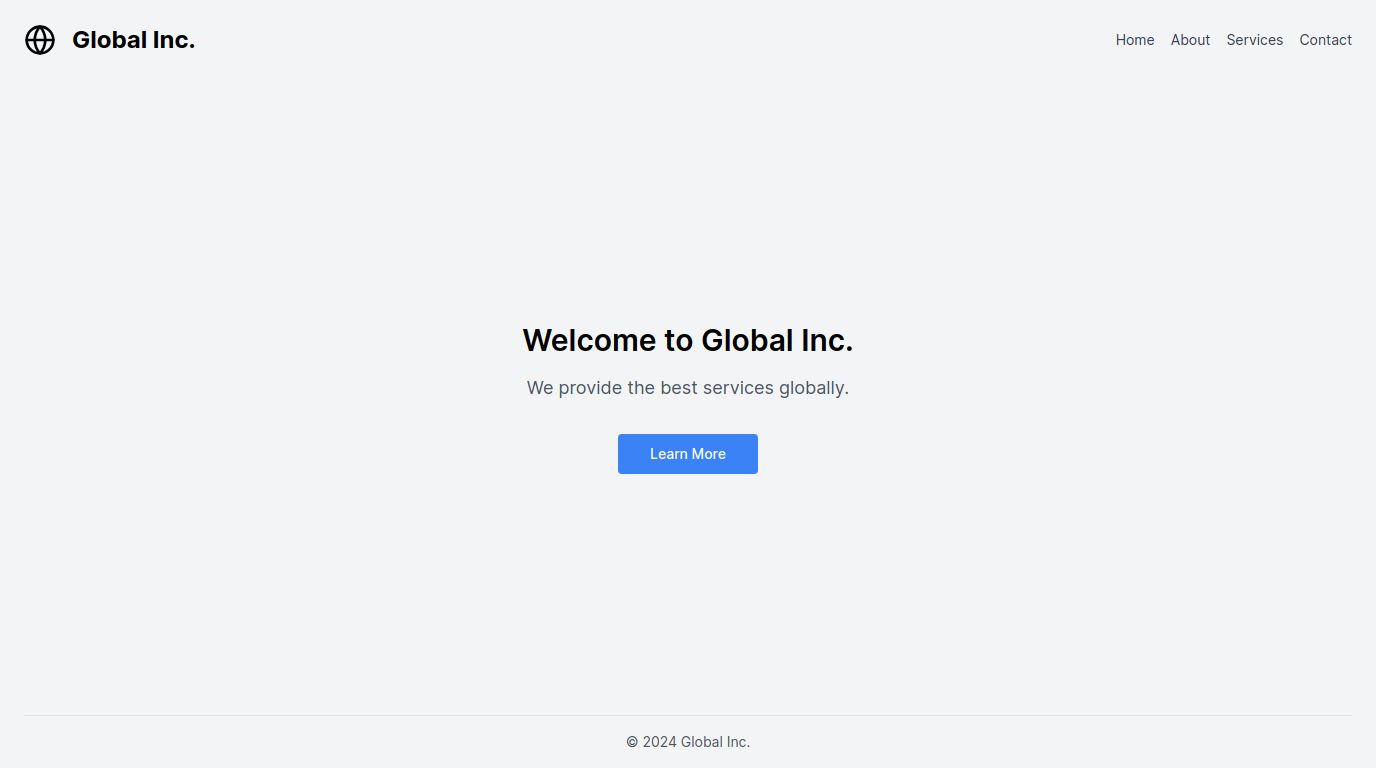 Global Inc.
Home About Services Contact
Welcome to Global Inc.
We provide the best services globally.
Learn More
© 2024 Global Inc.